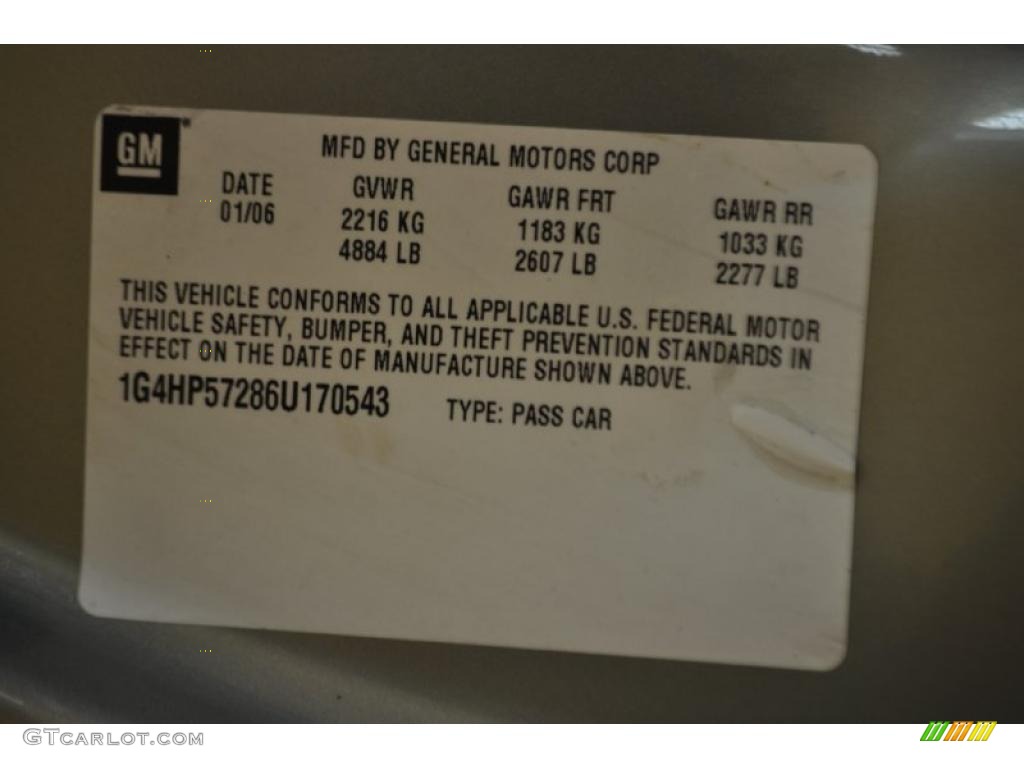 GM
MFD BY GENERAL MOTORS CORP
DATE GVWR GAWR FRT GAWR RR
01/06 2216 KG 1183 KG 1033 KG
4884 LB 2607 LB 2277 LB
THIS VEHICLE CONFORMS TO ALL APPLICABLE U.S. FEDERAL MOTOR
VEHICLE SAFETY, BUMPER, AND THEFT PREVENTION STANDARDS IN
EFFECT ON THE DATE OF MANUFACTURE SHOWN ABOVE.
1G4HP57286U170543 TYPE: PASS CAR
GTCARLOT.COM